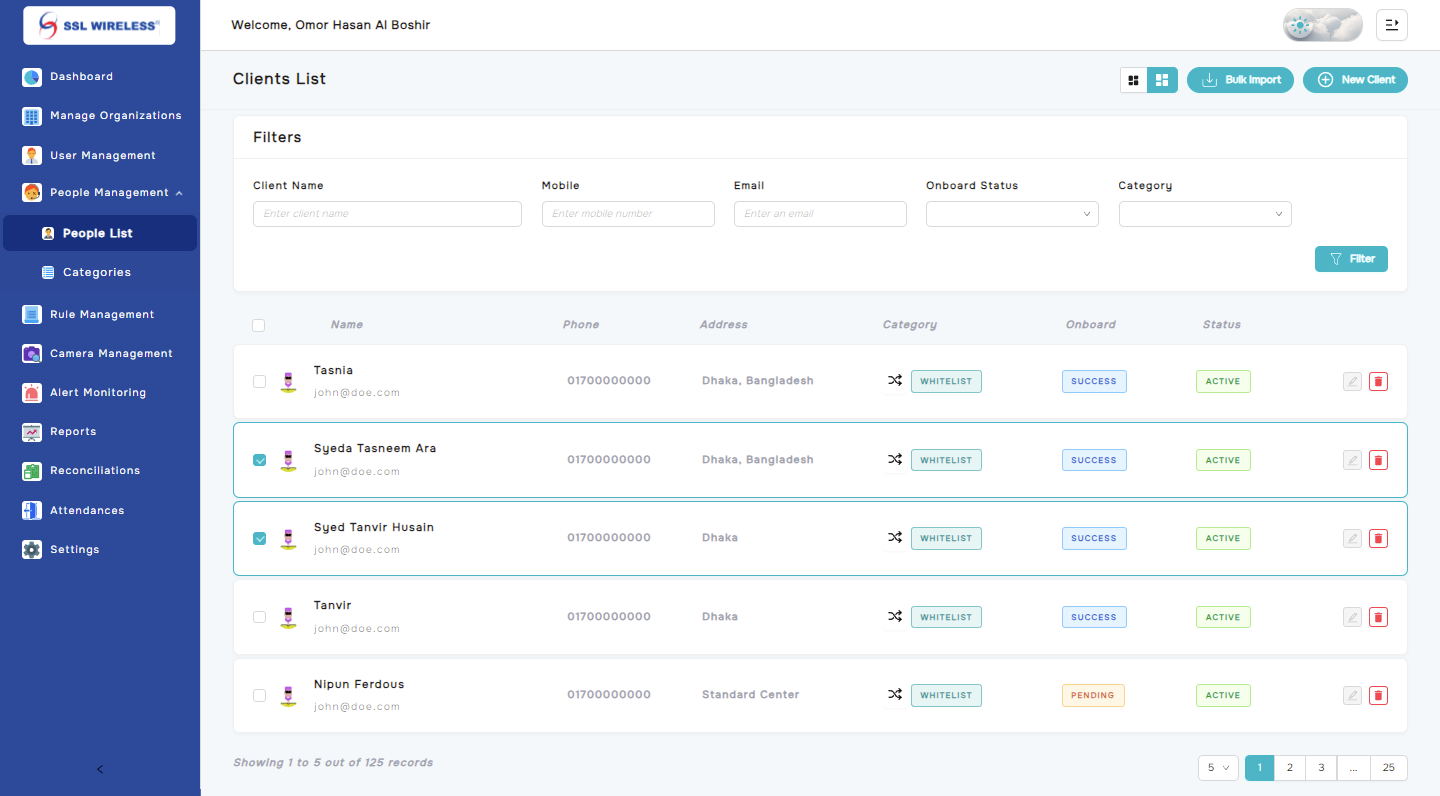 SSL WIRELESS
Dashboard
Manage Organizations
User Management
People Management
People List
Categories
Rule Management
Camera Management
Alert Monitoring
Reports
Reconciliations
Attendances
Settings
Welcome, Omor Hasan Al Boshir
Clients List
Bulk Import
New Client
Filters
Client Name Mobile Email Onboard Status Category
Enter client name Enter mobile number Enter an email
Filter
Name Phone Address Category Onboard Status
Tasnia
john@doe.com 01700000000 Dhaka, Bangladesh WHITELIST SUCCESS ACTIVE
Syeda Tasneem Ara
john@doe.com 01700000000 Dhaka, Bangladesh WHITELIST SUCCESS ACTIVE
Syed Tanvir Husain
john@doe.com 01700000000 Dhaka WHITELIST SUCCESS ACTIVE
Tanvir
john@doe.com 01700000000 Dhaka WHITELIST SUCCESS ACTIVE
Nipun Ferdous
john@doe.com 01700000000 Standard Center WHITELIST PENDING ACTIVE
Showing 1 to 5 out of 125 records
5 1 2 3 ... 25